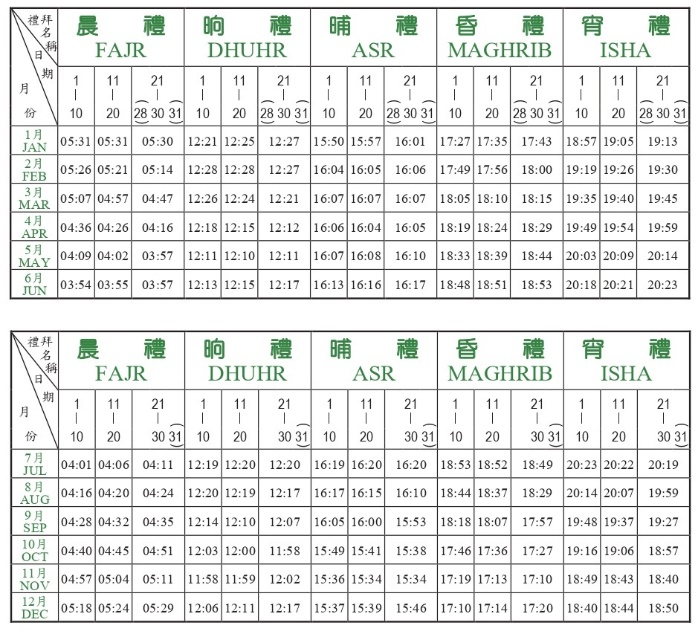 禮拜名稱 晨禮 晌禮 晡禮 昏禮 宵禮
日期 FAJR DHUHR ASR MAGHRIB ISHA
月份 1–10 11–20 21–(28)30(31) 1–10 11–20 21–(28)30(31) 1–10 11–20 21–(28)30(31) 1–10 11–20 21–(28)30(31) 1–10 11–20 21–(28)30(31)
1月 JAN 05:31 05:31 05:30 12:21 12:25 12:27 15:50 15:57 16:01 17:27 17:35 17:43 18:57 19:05 19:13
2月 FEB 05:26 05:21 05:14 12:28 12:28 12:27 16:04 16:05 16:06 17:49 17:56 18:00 19:19 19:26 19:30
3月 MAR 05:07 04:57 04:47 12:26 12:24 12:21 16:07 16:07 16:07 18:05 18:10 18:15 19:35 19:40 19:45
4月 APR 04:36 04:26 04:16 12:18 12:15 12:12 16:06 16:04 16:05 18:19 18:24 18:29 19:49 19:54 19:59
5月 MAY 04:09 04:02 03:57 12:11 12:10 12:11 16:07 16:08 16:10 18:33 18:39 18:44 20:03 20:09 20:14
6月 JUN 03:54 03:55 03:57 12:13 12:15 12:17 16:13 16:16 16:17 18:48 18:51 18:53 20:18 20:21 20:23
禮拜名稱 晨禮 晌禮 晡禮 昏禮 宵禮
日期 FAJR DHUHR ASR MAGHRIB ISHA
月份 1–10 11–20 21–30(31) 1–10 11–20 21–30(31) 1–10 11–20 21–30(31) 1–10 11–20 21–30(31) 1–10 11–20 21–30(31)
7月 JUL 04:01 04:06 04:11 12:19 12:20 12:20 16:19 16:20 16:20 18:53 18:52 18:49 20:23 20:22 20:19
8月 AUG 04:16 04:20 04:24 12:20 12:19 12:17 16:17 16:15 16:10 18:44 18:37 18:29 20:14 20:07 19:59
9月 SEP 04:28 04:32 04:35 12:14 12:10 12:07 16:05 16:00 15:53 18:18 18:07 17:57 19:48 19:37 19:27
10月 OCT 04:40 04:45 04:51 12:03 12:00 11:58 15:49 15:41 15:38 17:46 17:36 17:27 19:16 19:06 18:57
11月 NOV 04:57 05:04 05:11 11:58 11:59 12:02 15:36 15:34 15:34 17:19 17:13 17:10 18:49 18:43 18:40
12月 DEC 05:18 05:24 05:29 12:06 12:11 12:17 15:37 15:39 15:46 17:10 17:14 17:20 18:40 18:44 18:50